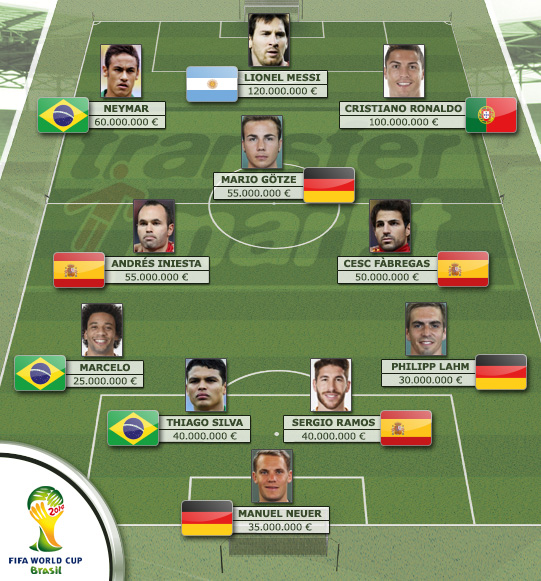 LIONEL MESSI
120.000.000 €
NEYMAR
60.000.000 €
CRISTIANO RONALDO
100.000.000 €
transfer
markt
MARIO GÖTZE
55.000.000 €
ANDRÉS INIESTA
55.000.000 €
CESC FÀBREGAS
50.000.000 €
MARCELO
25.000.000 €
PHILIPP LAHM
30.000.000 €
THIAGO SILVA
40.000.000 €
SERGIO RAMOS
40.000.000 €
MANUEL NEUER
35.000.000 €
2014
FIFA WORLD CUP
Brasil